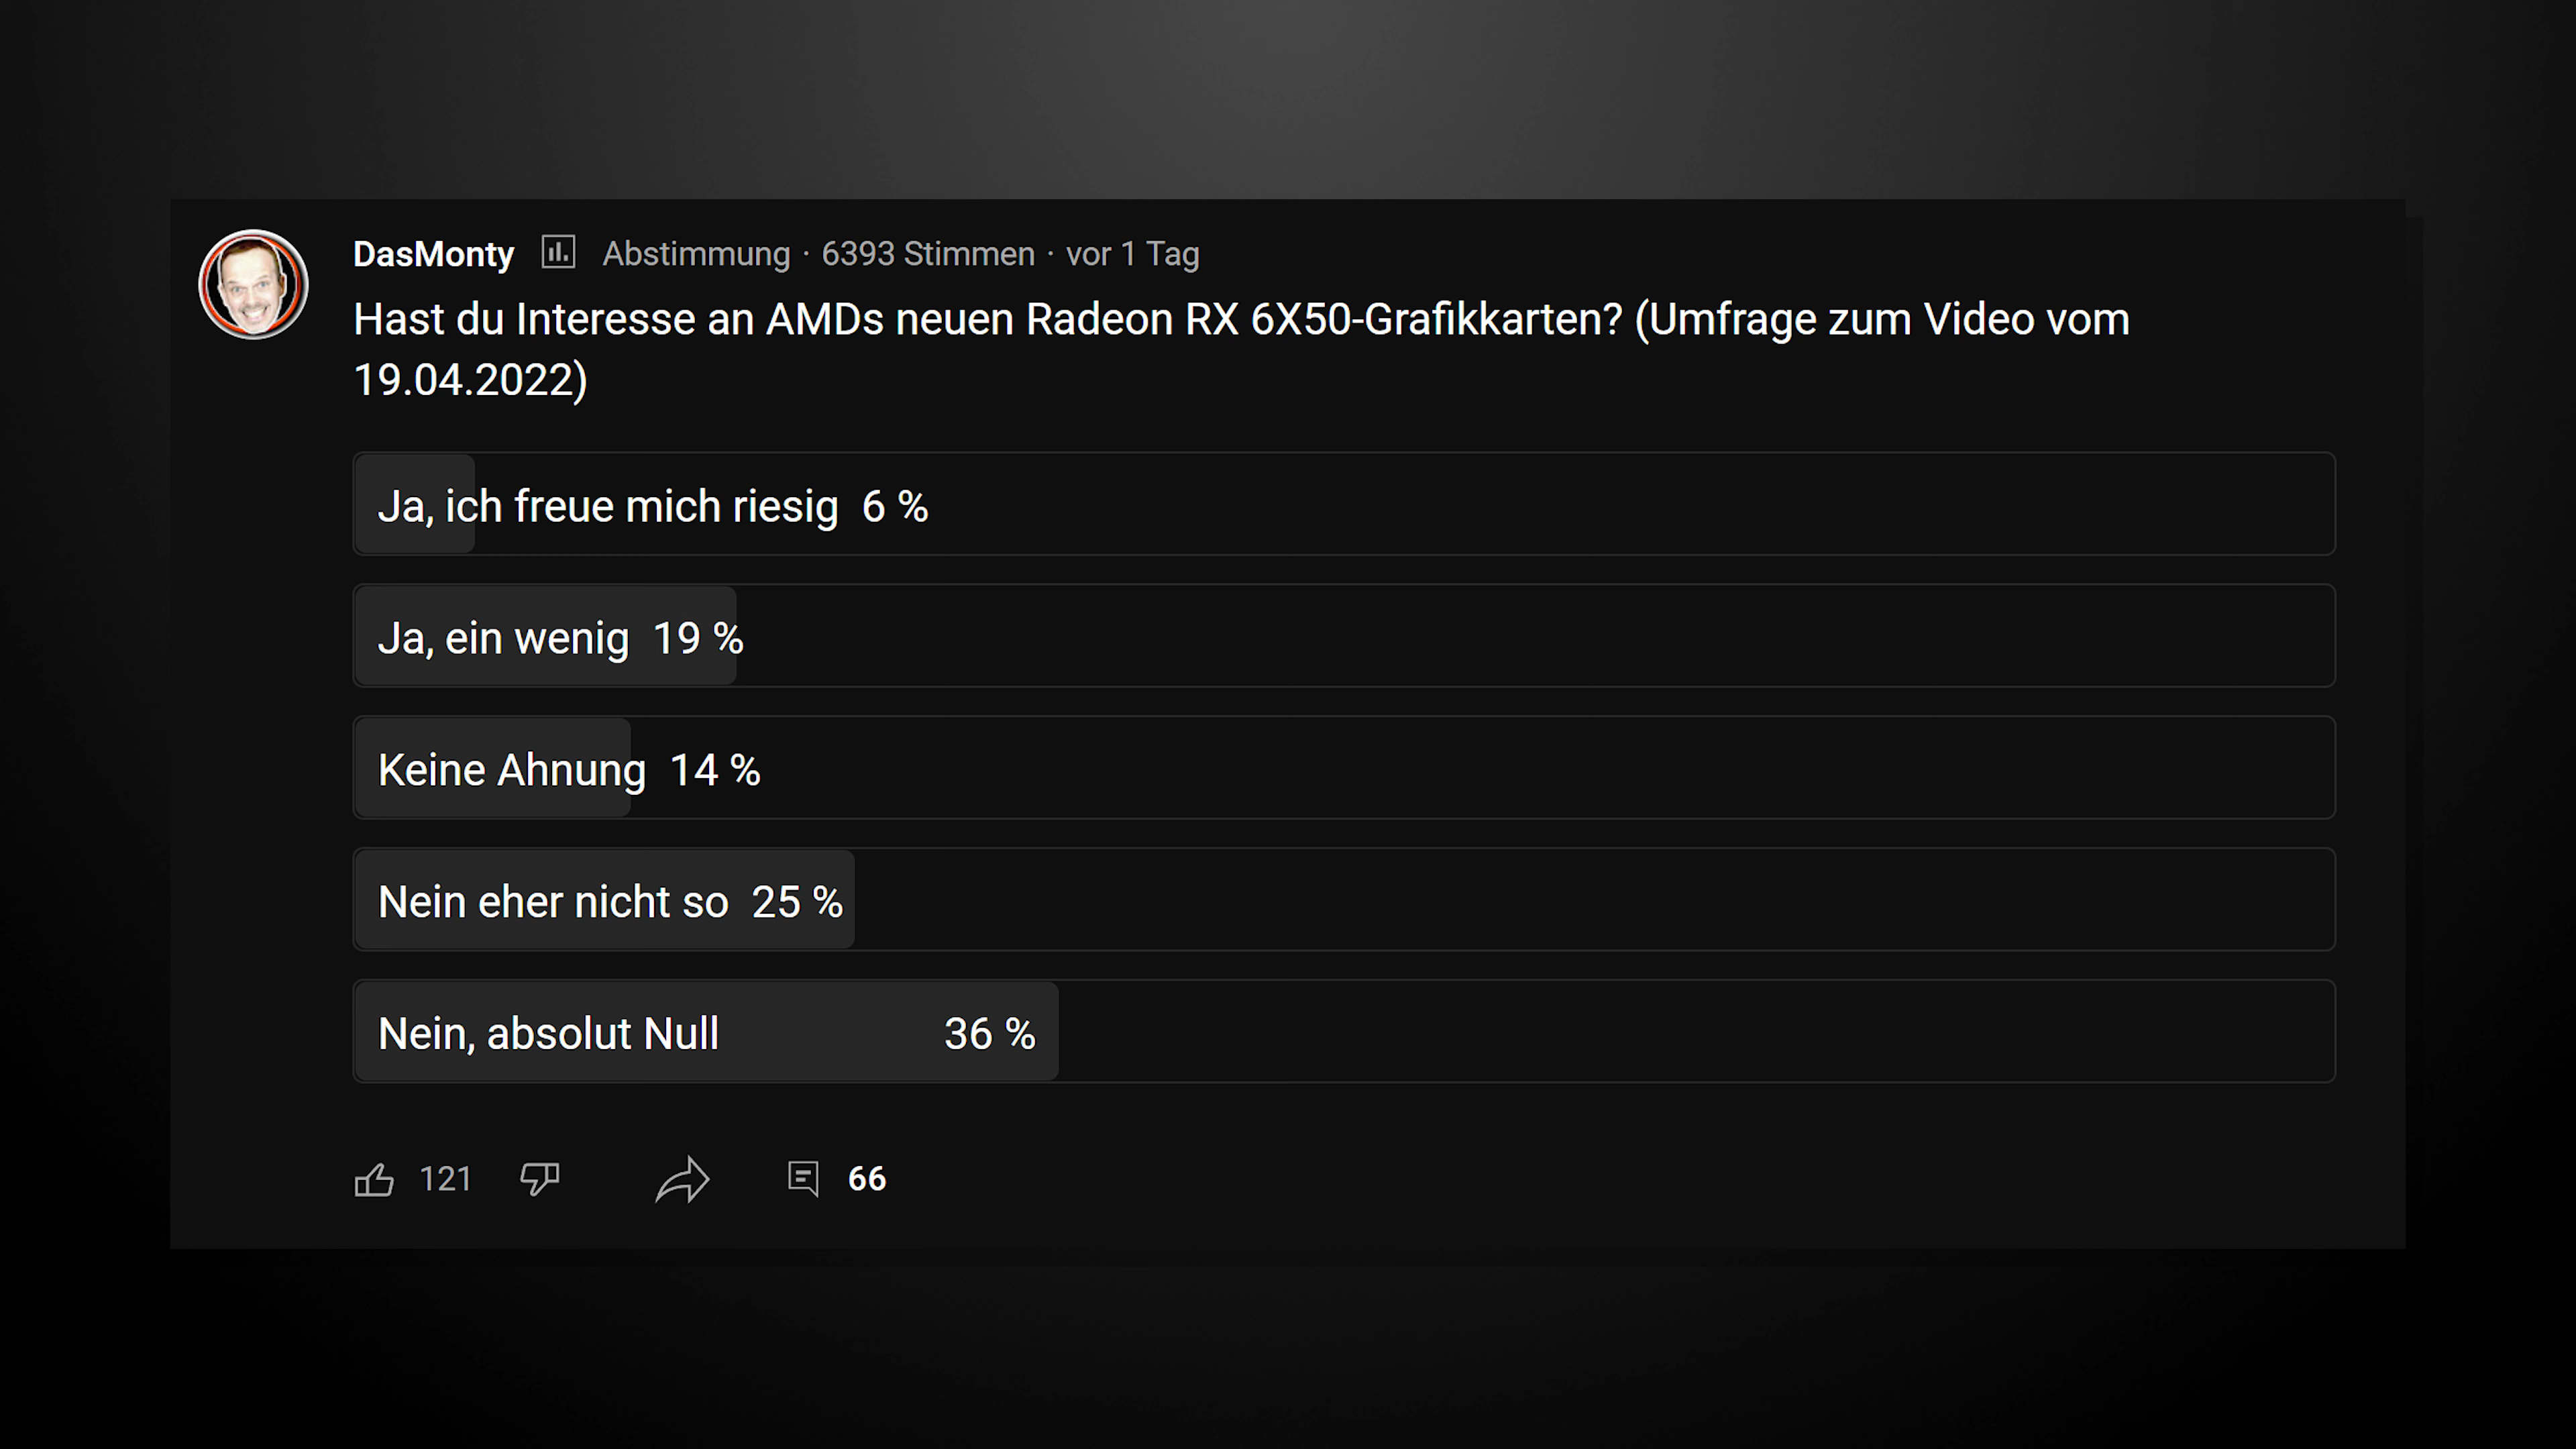 DasMonty Abstimmung · 6393 Stimmen · vor 1 Tag
Hast du Interesse an AMDs neuen Radeon RX 6X50-Grafikkarten? (Umfrage zum Video vom
19.04.2022)
Ja, ich freue mich riesig 6 %
Ja, ein wenig 19 %
Keine Ahnung 14 %
Nein eher nicht so 25 %
Nein, absolut Null 36 %
121 66